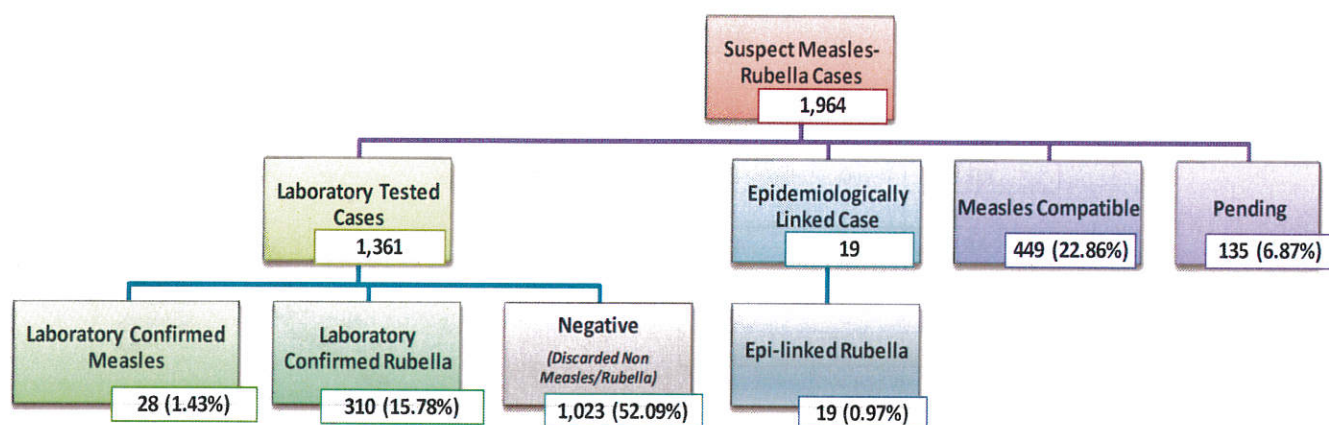 Suspect Measles-
Rubella Cases
1,964
Laboratory Tested
Cases
1,361
Epidemiologically
Linked Case
19
Measles Compatible
449 (22.86%)
Pending
135 (6.87%)
Laboratory Confirmed
Measles
28 (1.43%)
Laboratory
Confirmed Rubella
310 (15.78%)
Negative
(Discarded Non
Measles/Rubella)
1,023 (52.09%)
Epi-linked Rubella
19 (0.97%)